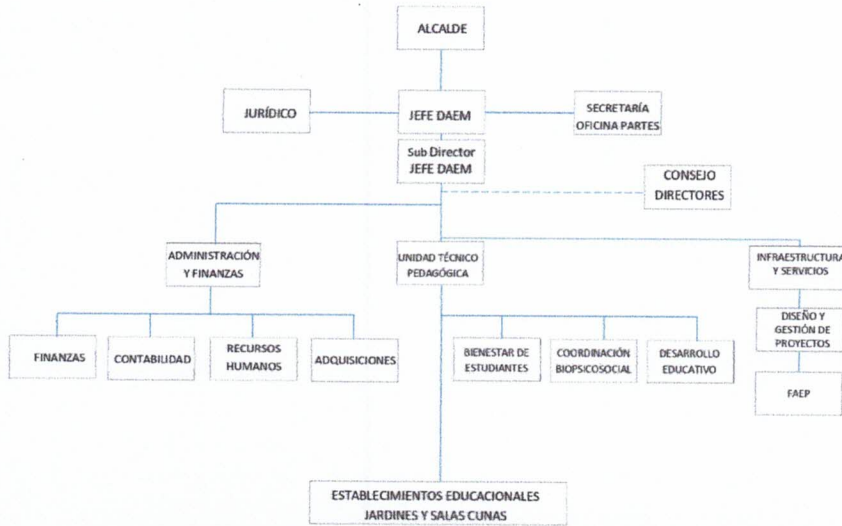 ALCALDE
JURÍDICO
JEFE DAEM
SECRETARÍA
OFICINA PARTES
Sub Director
JEFE DAEM
CONSEJO
DIRECTORES
ADMINISTRACIÓN
Y FINANZAS
UNIDAD TÉCNICO
PEDAGÓGICA
INFRAESTRUCTURA
Y SERVICIOS
FINANZAS
CONTABILIDAD
RECURSOS
HUMANOS
ADQUISICIONES
BIENESTAR DE
ESTUDIANTES
COORDINACIÓN
BIOPSICOSOCIAL
DESARROLLO
EDUCATIVO
DISEÑO Y
GESTIÓN DE
PROYECTOS
FAEP
ESTABLECIMIENTOS EDUCACIONALES
JARDINES Y SALAS CUNAS